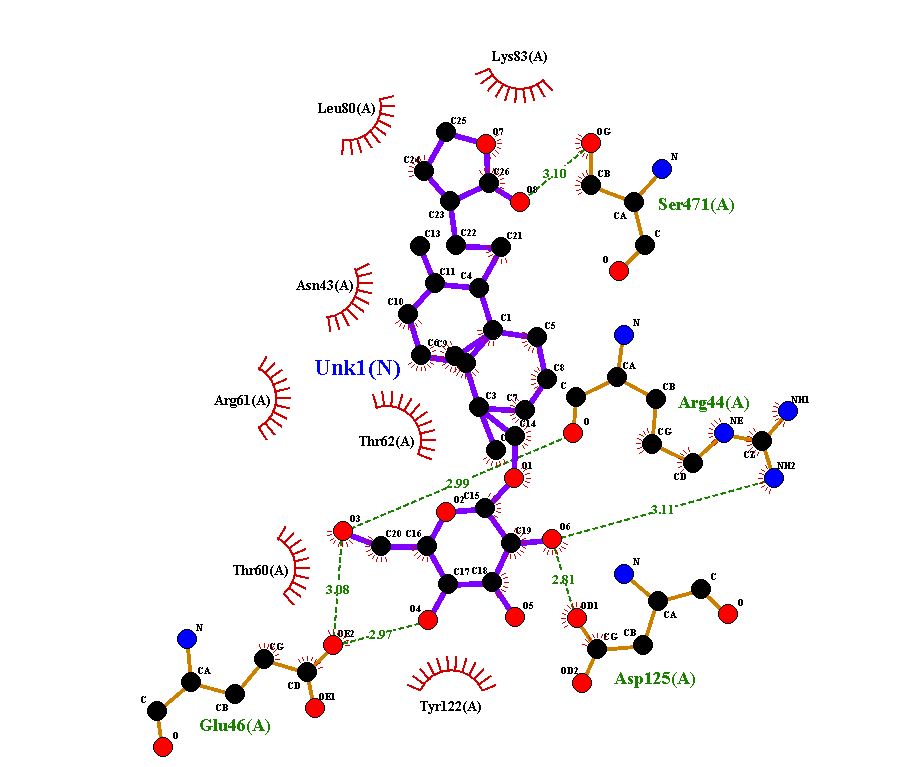 Lys83(A)
Leu80(A)
C25
O7
OG
N
C24
C26
O8
3.10
CB
C23
CA
Ser471(A)
C13
C22
C21
C
O
C11
C4
Asn43(A)
C10
C1
C5
N
C6
C9
Unk1(N)
C8
CA
C
CB
Arg61(A)
C3
C7
Arg44(A)
NH1
O
NE
C14
Thr62(A)
CG
CZ
C
CD
NH2
2.99
O1
O2
C15
3.11
O3
C20
C16
C19
O6
Thr60(A)
C17
C18
2.81
N
C
3.08
O4
O5
OD1
CA
O
OE2
2.97
N
CG
CG
CB
CA
CD
OD2
Asp125(A)
C
CB
OE1
Tyr122(A)
Glu46(A)
O